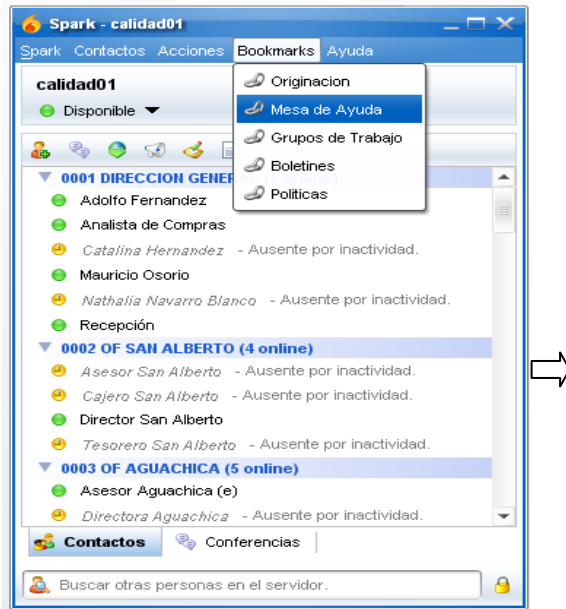 Spark - calidad01
Spark Contactos Acciones Bookmarks Ayuda
calidad01
Disponible
Originacion
Mesa de Ayuda
Grupos de Trabajo
Boletines
Politicas
0001 DIRECCION GENER
Adolfo Fernandez
Analista de Compras
Catalina Hernandez - Ausente por inactividad.
Mauricio Osorio
Nathalia Navarro Blanco - Ausente por inactividad.
Recepción
0002 OF SAN ALBERTO (4 online)
Asesor San Alberto - Ausente por inactividad.
Cajero San Alberto - Ausente por inactividad.
Director San Alberto
Tesorero San Alberto - Ausente por inactividad.
0003 OF AGUACHICA (5 online)
Asesor Aguachica (e)
Directora Aguachica - Ausente por inactividad.
Contactos Conferencias
Buscar otras personas en el servidor.